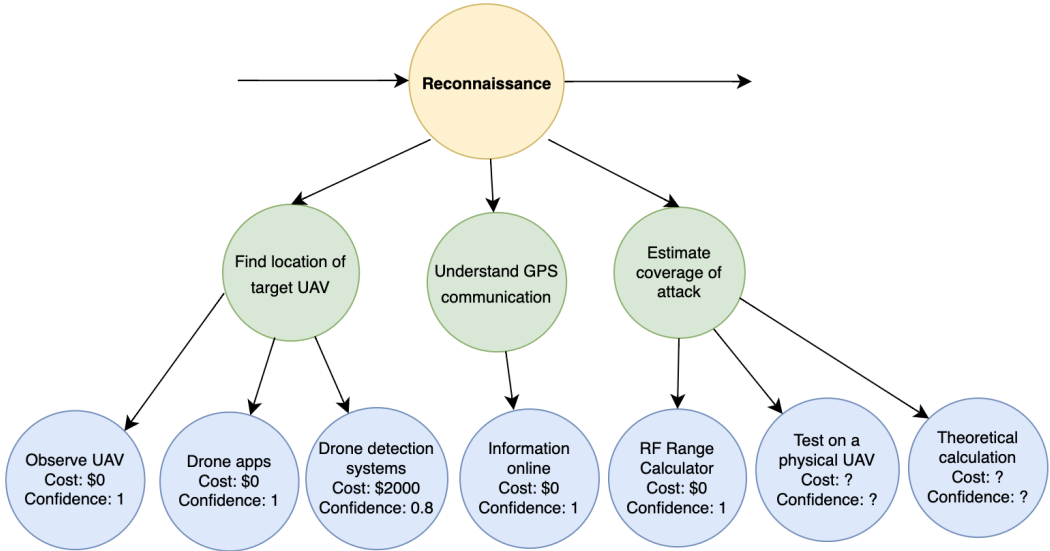 Reconnaissance
Find location of
target UAV
Understand GPS
communication
Estimate
coverage of
attack
Observe UAV
Cost: $0
Confidence: 1
Drone apps
Cost: $0
Confidence: 1
Drone detection
systems
Cost: $2000
Confidence: 0.8
Information
online
Cost: $0
Confidence: 1
RF Range
Calculator
Cost: $0
Confidence: 1
Test on a
physical UAV
Cost: ?
Confidence: ?
Theoretical
calculation
Cost: ?
Confidence: ?